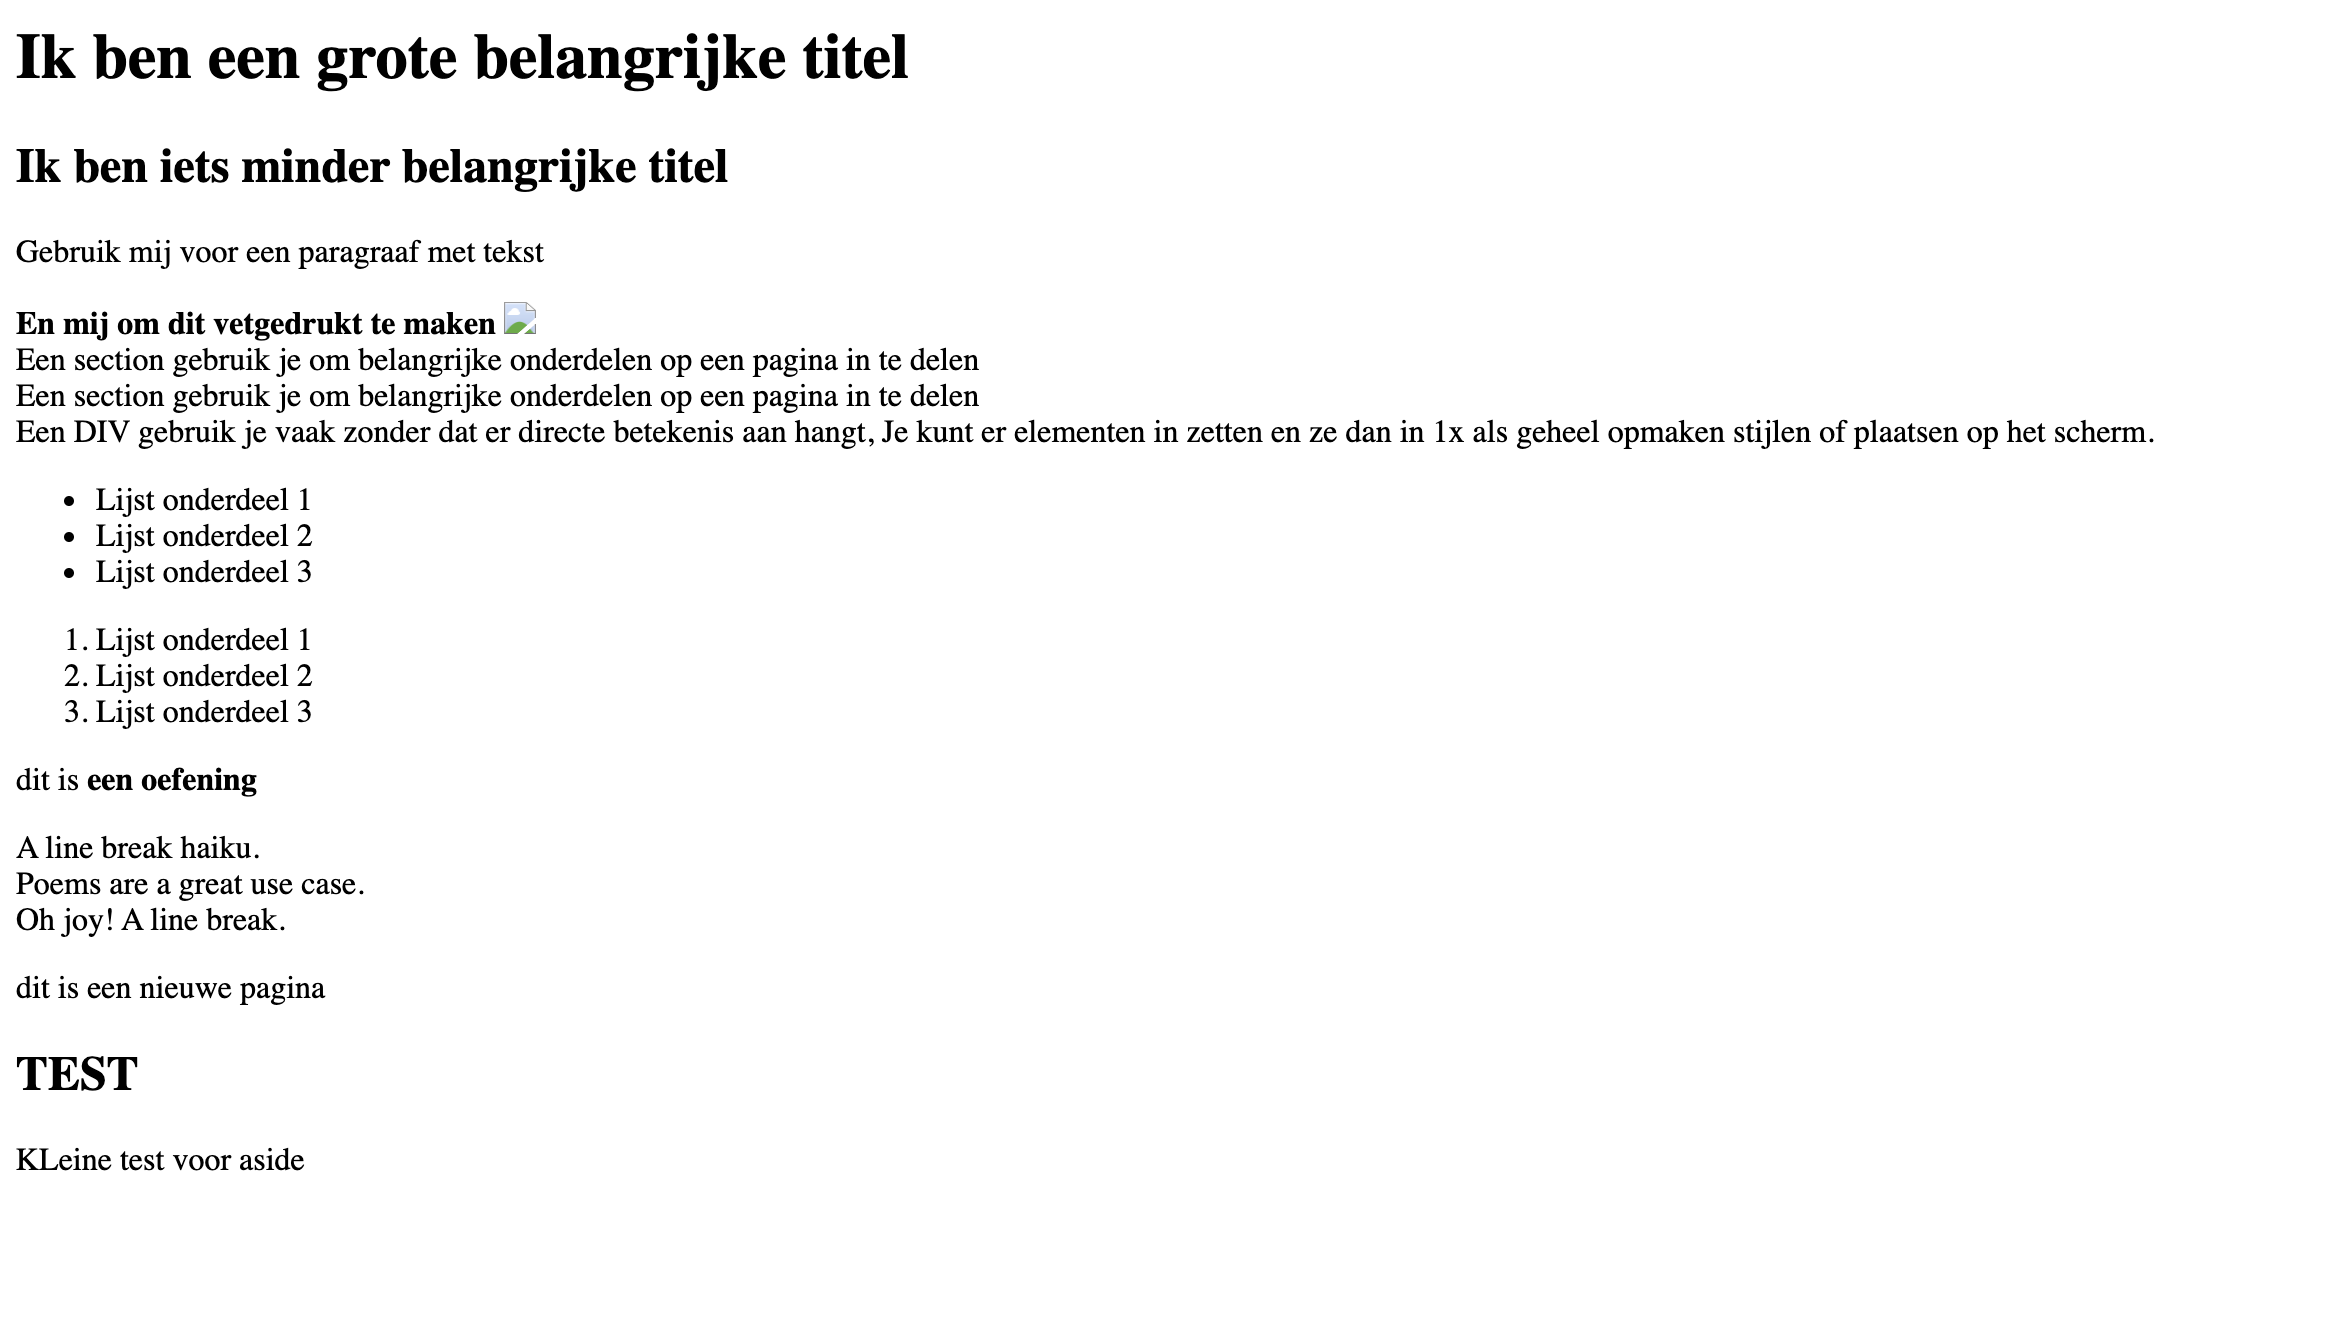 Ik ben een grote belangrijke titel
Ik ben iets minder belangrijke titel
Gebruik mij voor een paragraaf met tekst
En mij om dit vetgedrukt te maken
Een section gebruik je om belangrijke onderdelen op een pagina in te delen
Een section gebruik je om belangrijke onderdelen op een pagina in te delen
Een DIV gebruik je vaak zonder dat er directe betekenis aan hangt, Je kunt er elementen in zetten en ze dan in 1x als geheel opmaken stijlen of plaatsen op het scherm.
• Lijst onderdeel 1
• Lijst onderdeel 2
• Lijst onderdeel 3
1. Lijst onderdeel 1
2. Lijst onderdeel 2
3. Lijst onderdeel 3
dit is een oefening
A line break haiku.
Poems are a great use case.
Oh joy! A line break.
dit is een nieuwe pagina
TEST
KLeine test voor aside